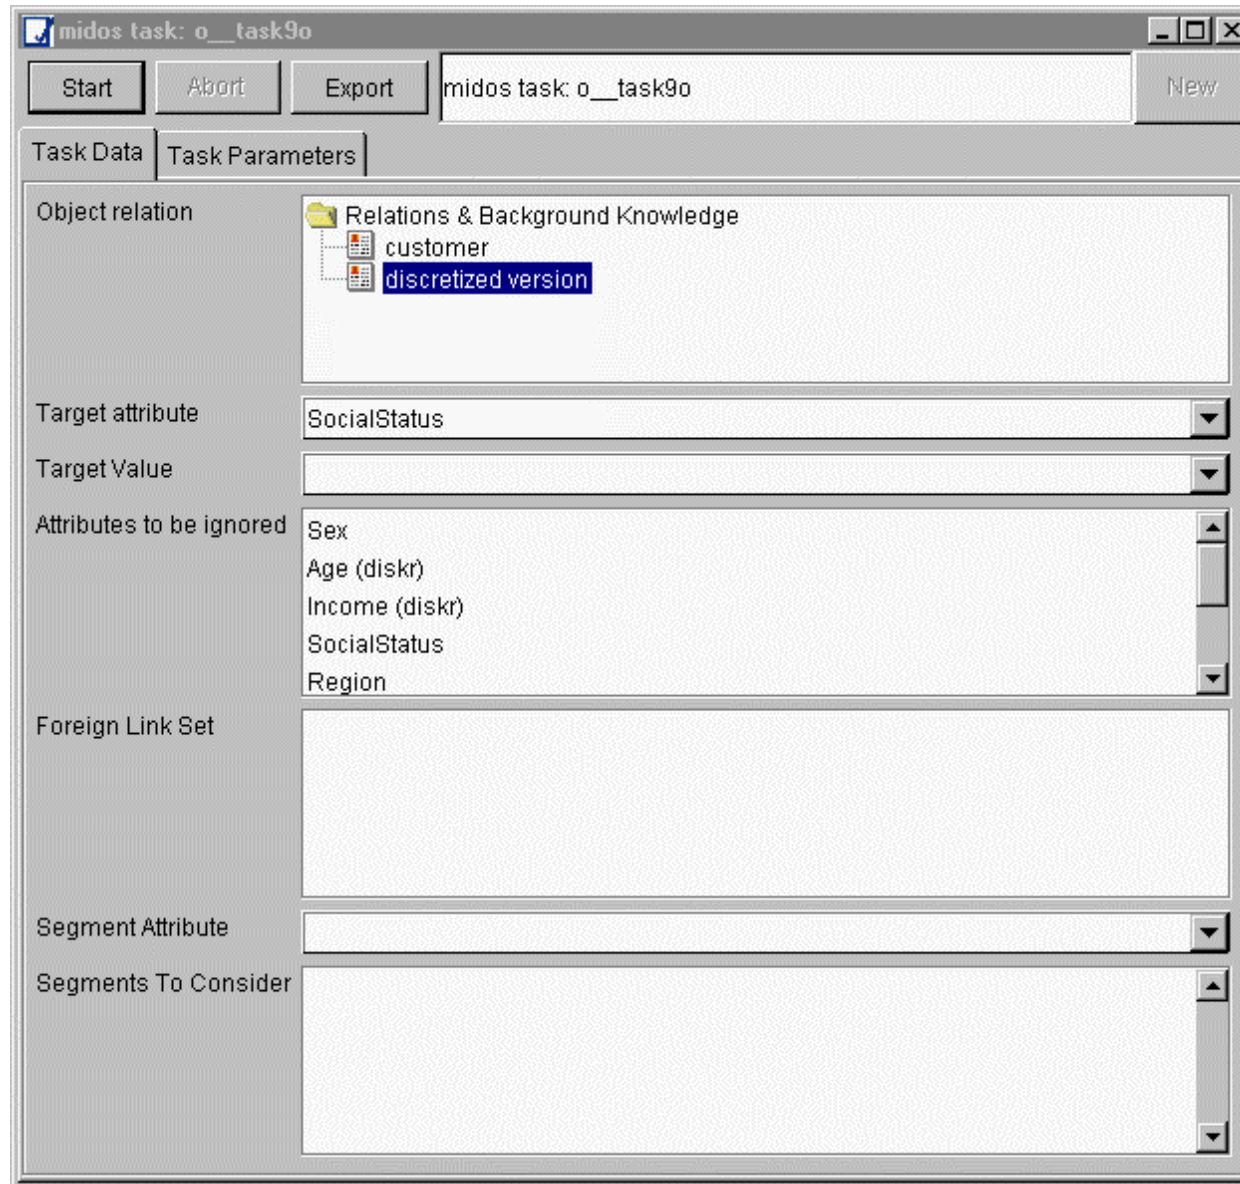 midos task: o__task9o
Start Abort Export midos task: o__task9o New
Task Data Task Parameters
Object relation
Relations & Background Knowledge
customer
discretized version
Target attribute SocialStatus
Target Value
Attributes to be ignored
Sex
Age (diskr)
Income (diskr)
SocialStatus
Region
Foreign Link Set
Segment Attribute
Segments To Consider